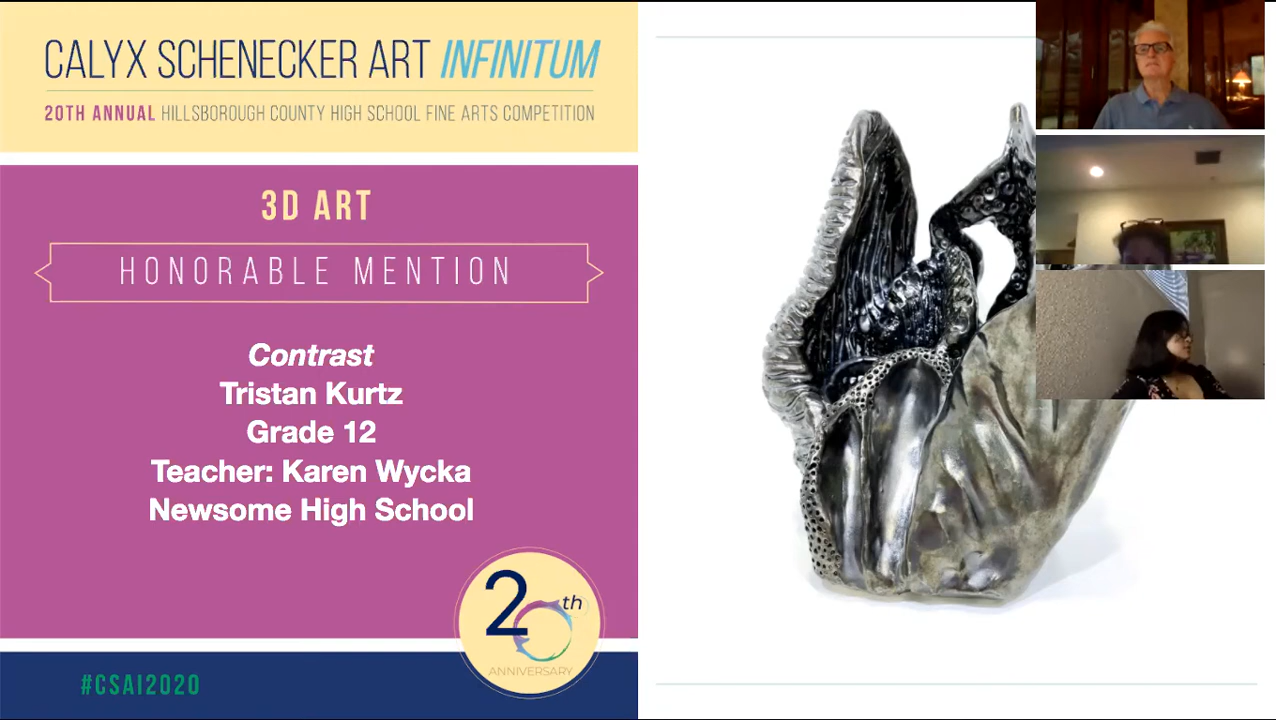 CALYX SCHENECKER ART INFINITUM
20TH ANNUAL HILLSBOROUGH COUNTY HIGH SCHOOL FINE ARTS COMPETITION
3D ART
HONORABLE MENTION
Contrast
Tristan Kurtz
Grade 12
Teacher: Karen Wycka
Newsome High School
20th
ANNIVERSARY
#CSAI2020